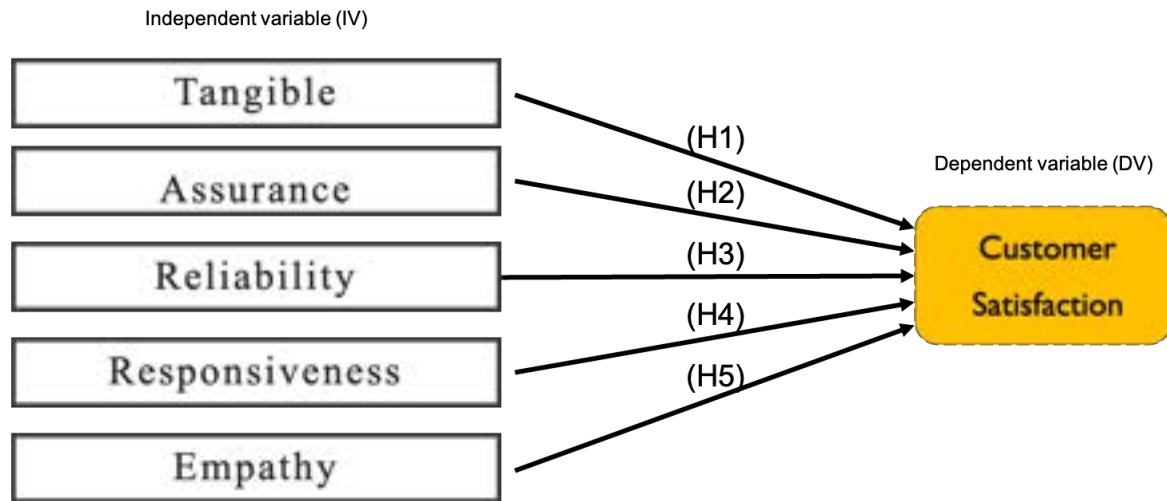 Independent variable (IV)
Tangible
Assurance
Reliability
Responsiveness
Empathy
(H1)
(H2)
(H3)
(H4)
(H5)
Dependent variable (DV)
Customer
Satisfaction